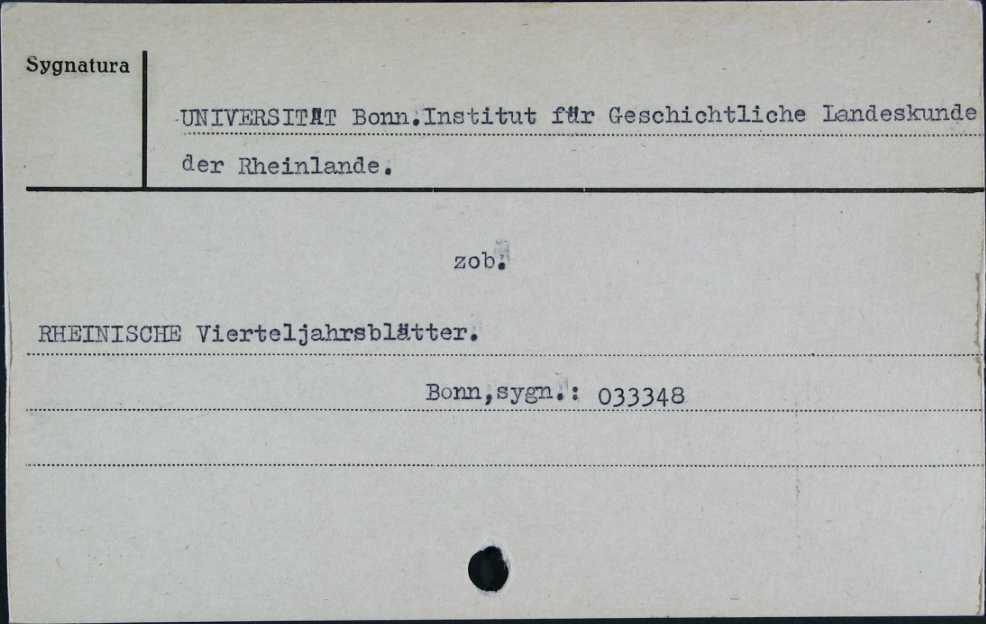 Sygnatura
UNIVERSITÄT Bonn.Institut für Geschichtliche Landeskunde
der Rheinlande.
zob.
RHEINISCHE Vierteljahrsblätter.
Bonn,sygn.: 033348